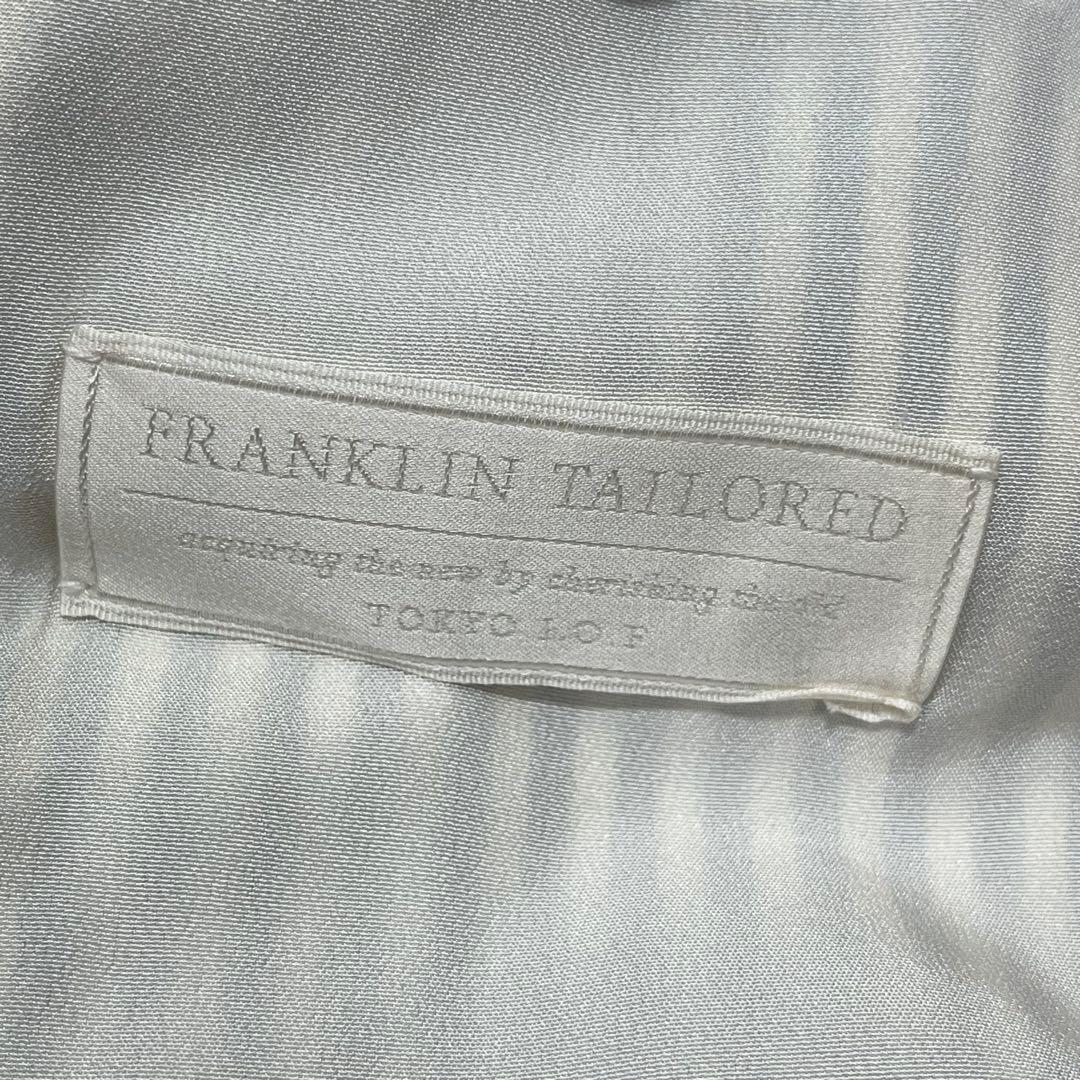 FRANKLIN TAILORED
acquiring the new by cherishing the old
TOKYO I.O.F